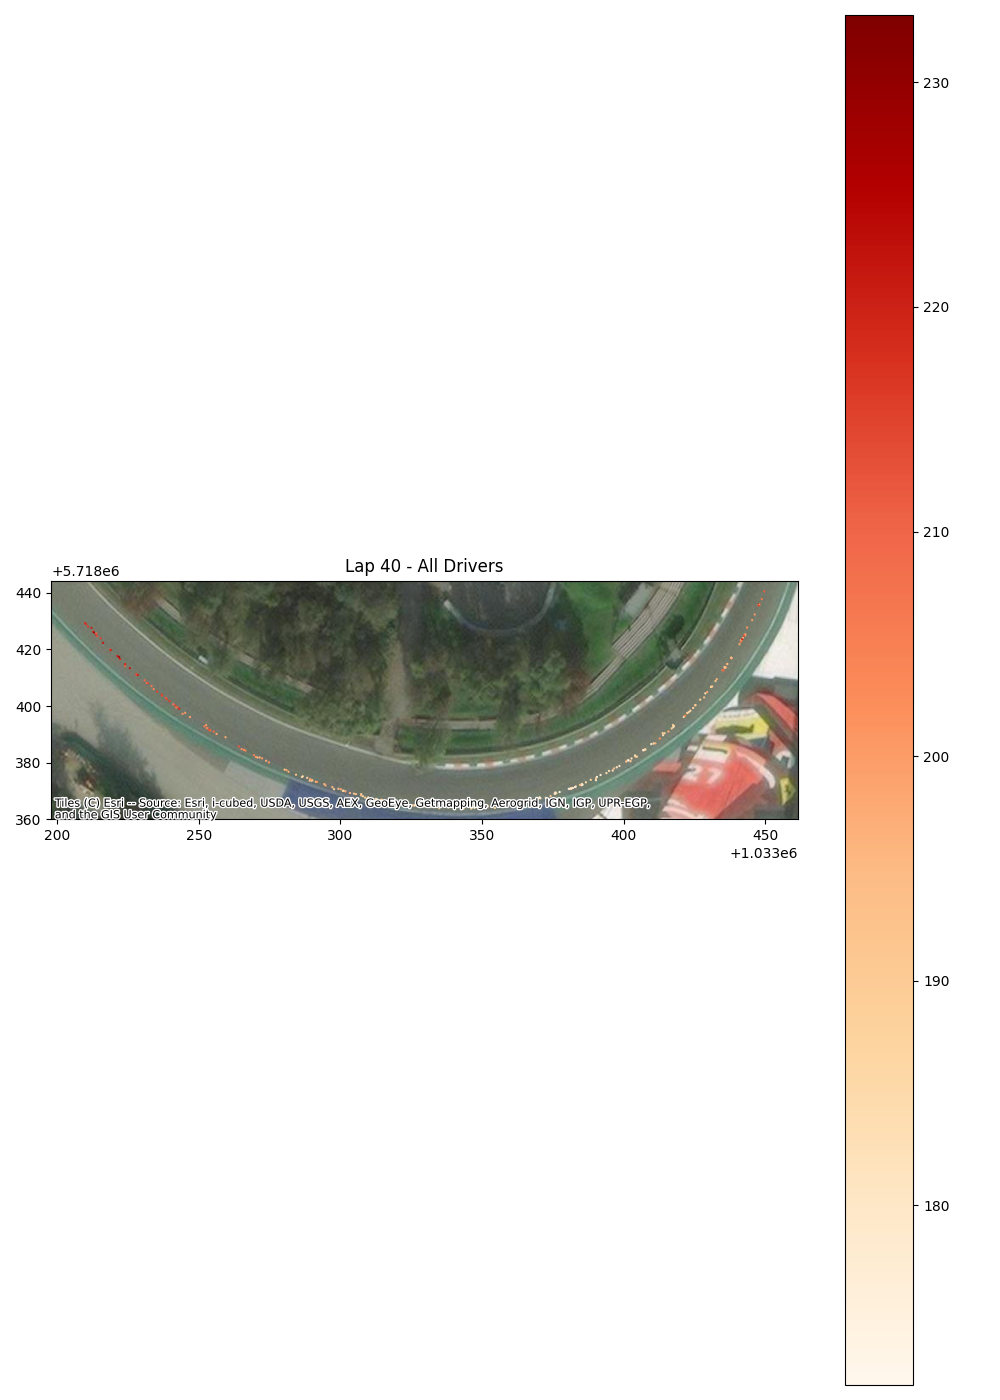 Lap 40 - All Drivers
+5.718e6
440
420
400
380
360
Tiles (C) Esri -- Source: Esri, i-cubed, USDA, USGS, AEX, GeoEye, Getmapping, Aerogrid, IGN, IGP, UPR-EGP,
and the GIS User Community
200 250 300 350 400 450
+1.033e6
230
220
210
200
190
180